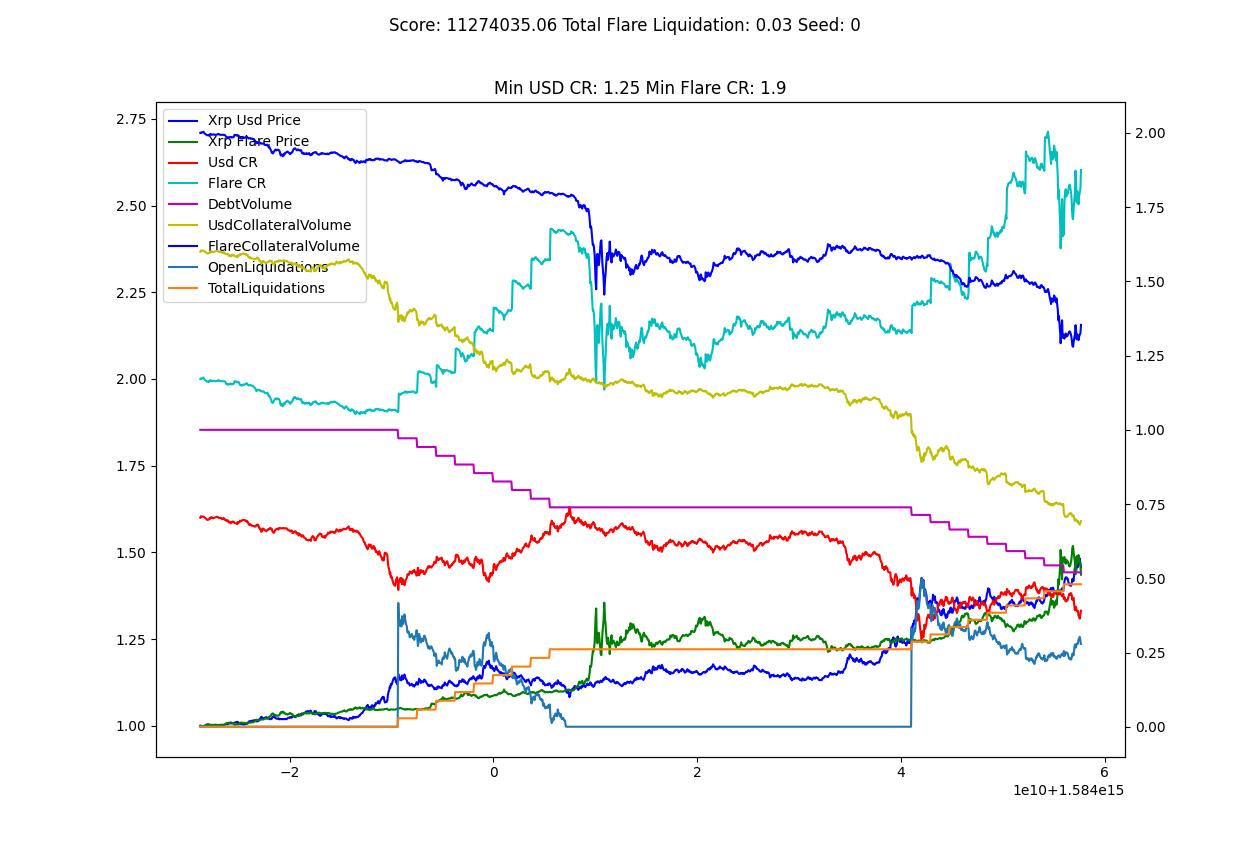 Score: 11274035.06 Total Flare Liquidation: 0.03 Seed: 0
Min USD CR: 1.25 Min Flare CR: 1.9
Xrp Usd Price
Xrp Flare Price
Usd CR
Flare CR
DebtVolume
UsdCollateralVolume
FlareCollateralVolume
OpenLiquidations
TotalLiquidations
2.75
2.50
2.25
2.00
1.75
1.50
1.25
1.00
2.00
1.75
1.50
1.25
1.00
0.75
0.50
0.25
0.00
−2 0 2 4 6
1e10+1.584e15